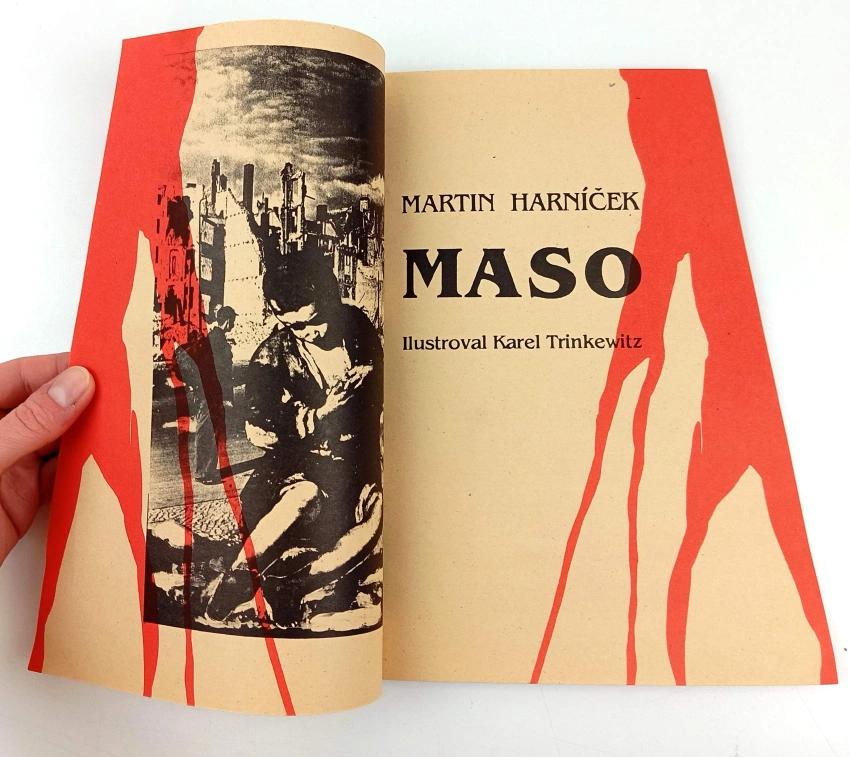 MARTIN HARNÍČEK
MASO
Ilustroval Karel Trinkewitz